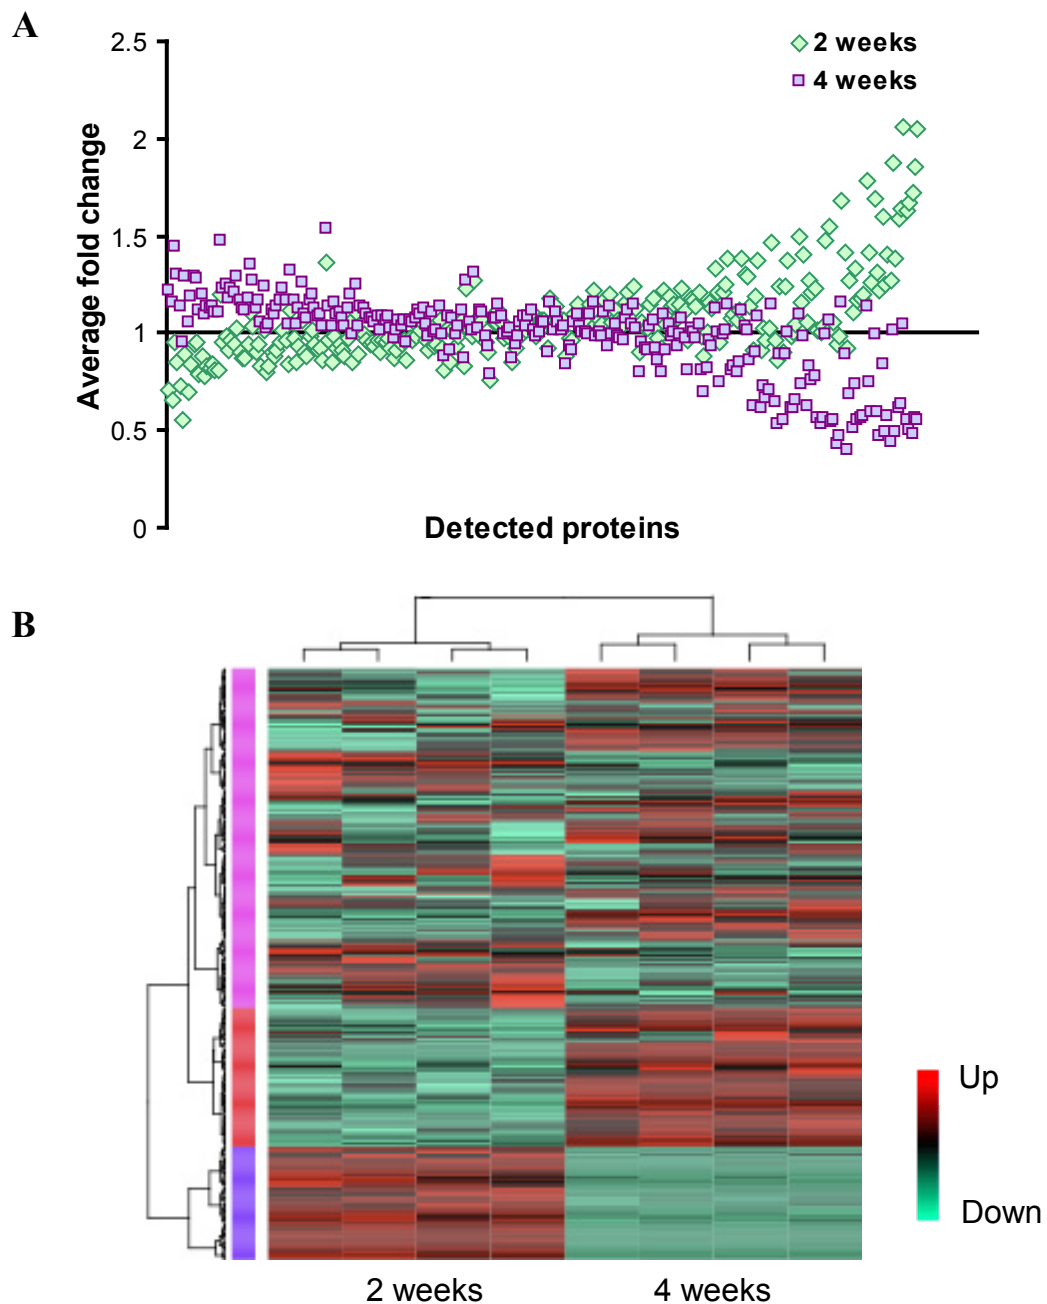 A
2.5
2 weeks
4 weeks
2
1.5
1
0.5
0
Average fold change
Detected proteins
B
Up
Down
2 weeks
4 weeks